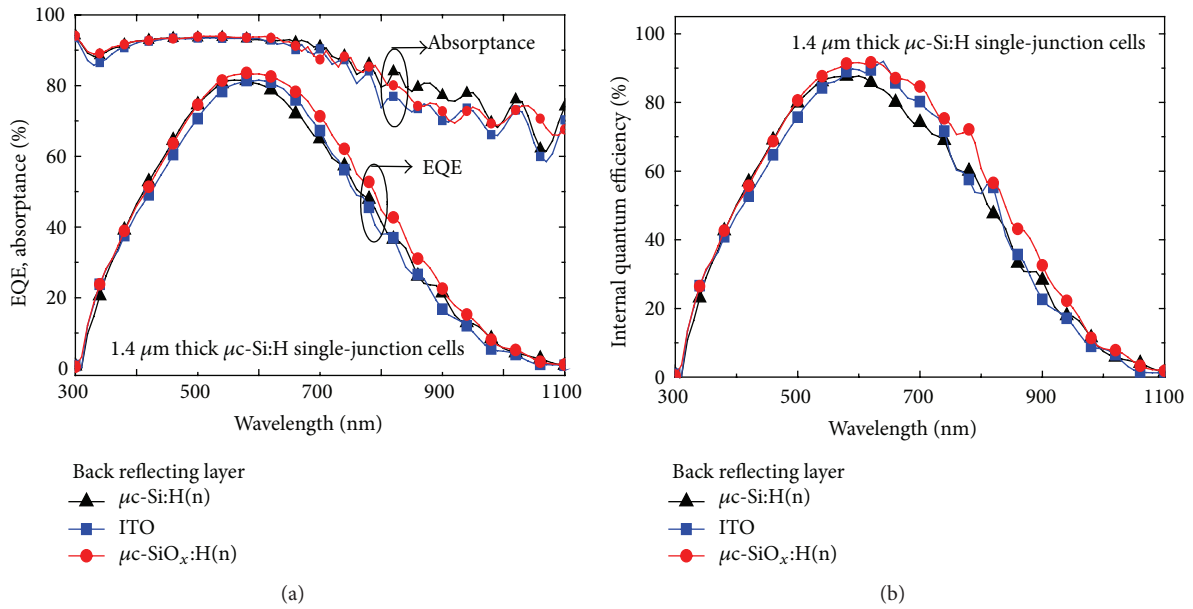 100
80
60
40
20
0
EQE, absorptance (%)
Absorptance
EQE
1.4 μm thick μc-Si:H single-junction cells
300
500
700
900
1100
Wavelength (nm)
Back reflecting layer
μc-Si:H(n)
ITO
μc-SiOₓ:H(n)
(a)
100
80
60
40
20
0
Internal quantum efficiency (%)
1.4 μm thick μc-Si:H single-junction cells
300
500
700
900
1100
Wavelength (nm)
Back reflecting layer
μc-Si:H(n)
ITO
μc-SiOₓ:H(n)
(b)